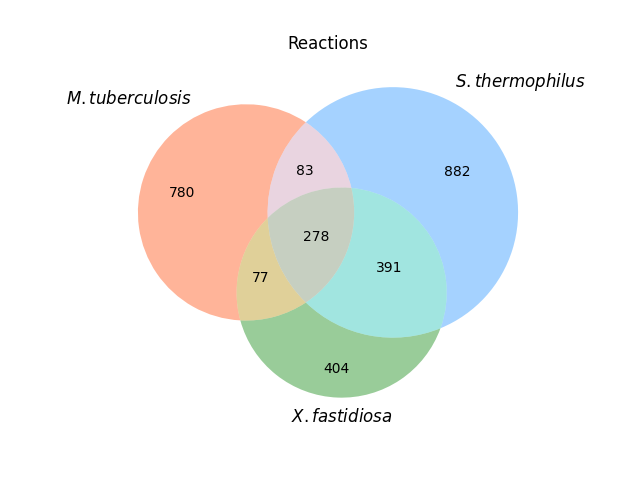 Reactions
S. thermophilus
M. tuberculosis
83
882
780
278
391
77
404
X. fastidiosa